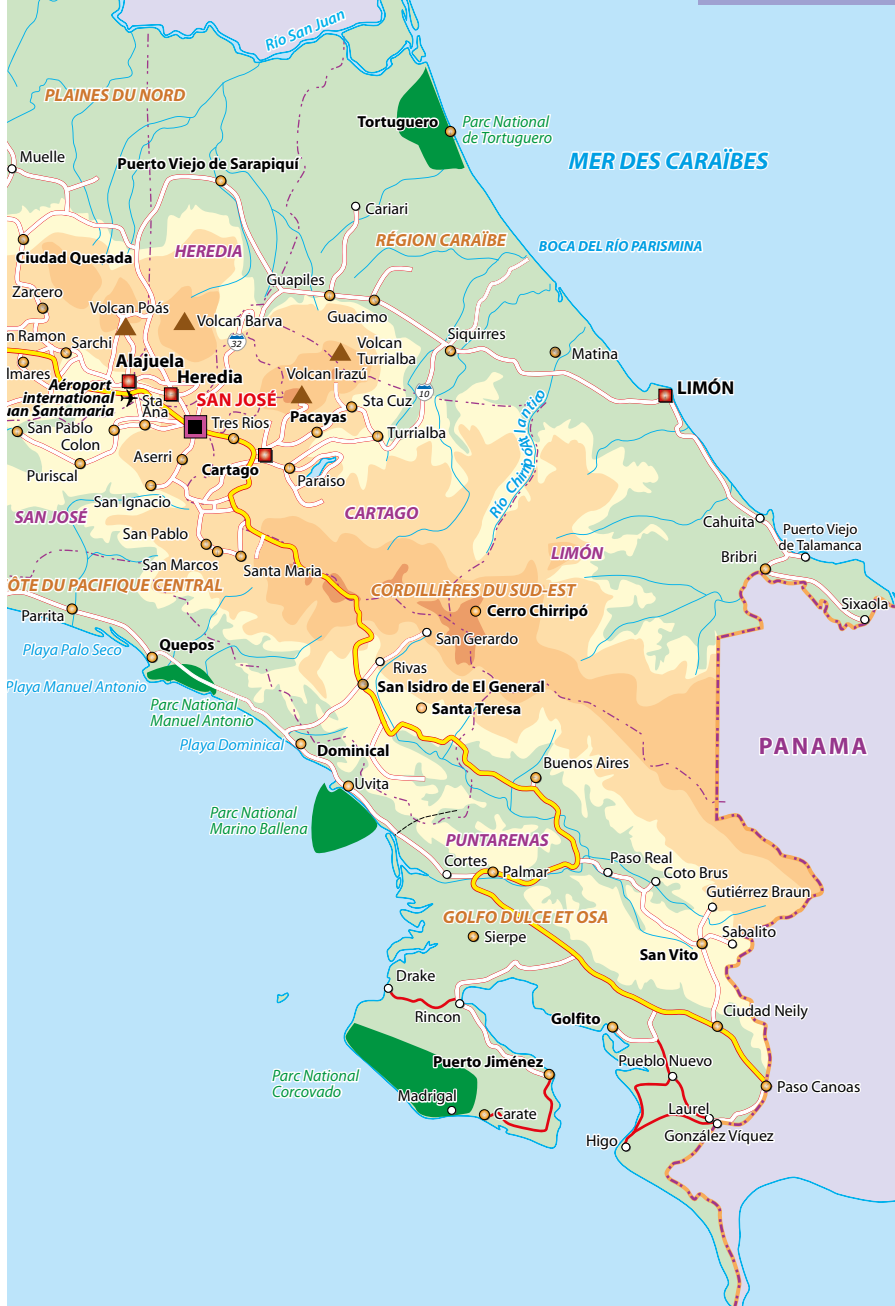 Río San Juan
PLAINES DU NORD
Tortuguero
Parc National
de Tortuguero
Muelle
Puerto Viejo de Sarapiquí
MER DES CARAÏBES
Cariari
HEREDIA
RÉGION CARAÏBE
BOCA DEL RÍO PARISMINA
Ciudad Quesada
Guapiles
Zarcero
Volcan Poás
Volcan Barva
Guacimo
n Ramon
Sarchi
32
Siquirres
Volcan
Turrialba
Matina
Alajuela
lmares
Heredia
Volcan Irazú
Aéroport
international
uan Santamaria
SAN JOSÉ
Sta
Ana
Sta Cuz
10
LIMÓN
Pacayas
San Pablo
Tres Rios
Turrialba
Colon
Aserri
Cartago
Puriscal
Paraiso
Río Chirripó Atlantico
San Ignacio
SAN JOSÉ
CARTAGO
Cahuita
Puerto Viejo
de Talamanca
San Pablo
LIMÓN
Bribri
San Marcos
Santa Maria
ÔTE DU PACIFIQUE CENTRAL
CORDILLIÈRES DU SUD-EST
Cerro Chirripó
Sixaola
Parrita
Quepos
San Gerardo
Playa Palo Seco
Rivas
Playa Manuel Antonio
San Isidro de El General
Parc National
Manuel Antonio
Santa Teresa
Playa Dominical
Dominical
PANAMA
Buenos Aires
Uvita
Parc National
Marino Ballena
PUNTARENAS
Cortes
Palmar
Paso Real
Coto Brus
Gutiérrez Braun
GOLFO DULCE ET OSA
Sierpe
Sabalito
San Vito
Drake
Rincon
Golfito
Ciudad Neily
Puerto Jiménez
Pueblo Nuevo
Parc National
Corcovado
Madrigal
Carate
Paso Canoas
Laurel
González Víquez
Higo